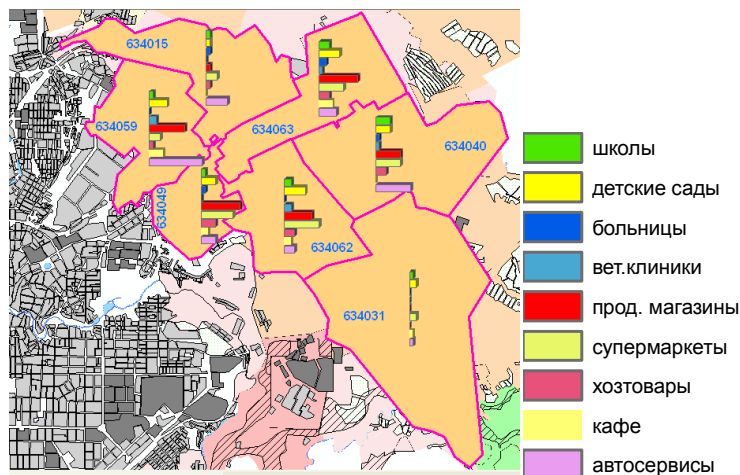 634015
634059
634063
634040
634049
634062
634031
школы
детские сады
больницы
вет.клиники
прод. магазины
супермаркеты
хозтовары
кафе
автосервисы